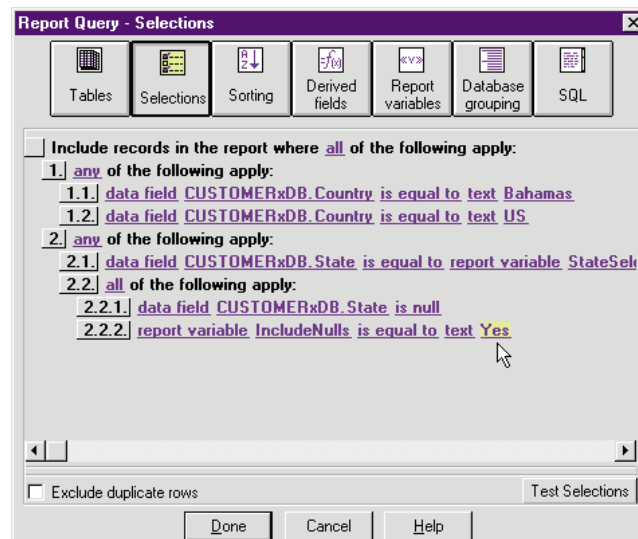 Report Query - Selections
Tables
Selections
A
Z
Sorting
f(x)
Derived
fields
«v»
Report
variables
Database
grouping
SQL
Include records in the report where all of the following apply:
1. any of the following apply:
1.1. data field CUSTOMERxDB.Country is equal to text Bahamas
1.2. data field CUSTOMERxDB.Country is equal to text US
2. any of the following apply:
2.1. data field CUSTOMERxDB.State is equal to report variable StateSele
2.2. all of the following apply:
2.2.1. data field CUSTOMERxDB.State is null
2.2.2. report variable IncludeNulls is equal to text Yes
Exclude duplicate rows
Test Selections
Done
Cancel
Help